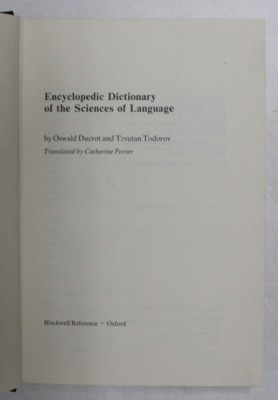 Encyclopedic Dictionary
of the Sciences of Language
by Oswald Ducrot and Tzvetan Todorov
Translated by Catherine Porter
Blackwell Reference · Oxford